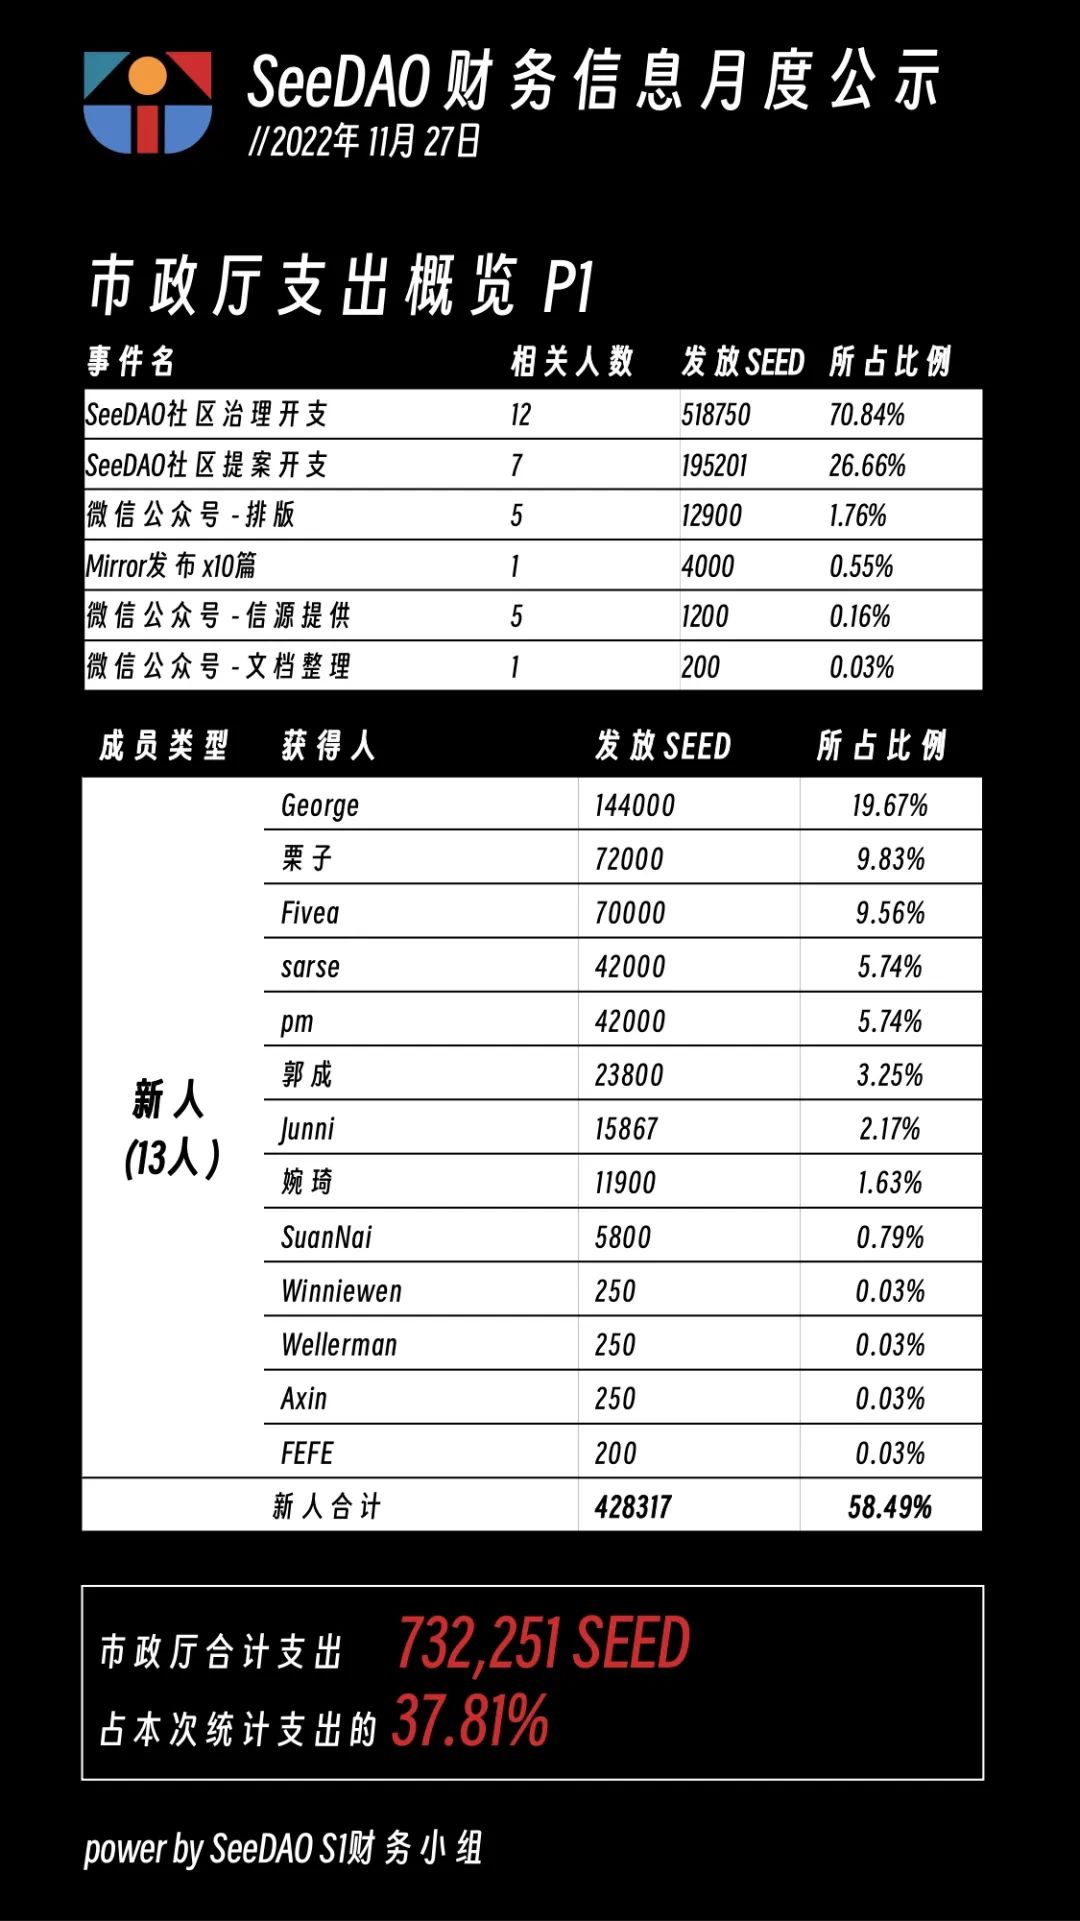 SeeDAO 财务信息月度公示
//2022年 11月 27日
市政厅支出概览 P1
事件名 相关人数 发放SEED 所占比例
SeeDAO社区治理开支 12 518750 70.84%
SeeDAO社区提案开支 7 195201 26.66%
微信公众号-排版 5 12900 1.76%
Mirror发布x10篇 1 4000 0.55%
微信公众号-信源提供 5 1200 0.16%
微信公众号-文档整理 1 200 0.03%
成员类型 获得人 发放SEED 所占比例
George 144000 19.67%
栗子 72000 9.83%
Fivea 70000 9.56%
sarse 42000 5.74%
pm 42000 5.74%
郭成 23800 3.25%
新人
(13人)
Junni 15867 2.17%
婉琦 11900 1.63%
SuanNai 5800 0.79%
Winniewen 250 0.03%
Wellerman 250 0.03%
Axin 250 0.03%
FEFE 200 0.03%
新人合计 428317 58.49%
市政厅合计支出 732,251 SEED
占本次统计支出的 37.81%
power by SeeDAO S1财务小组